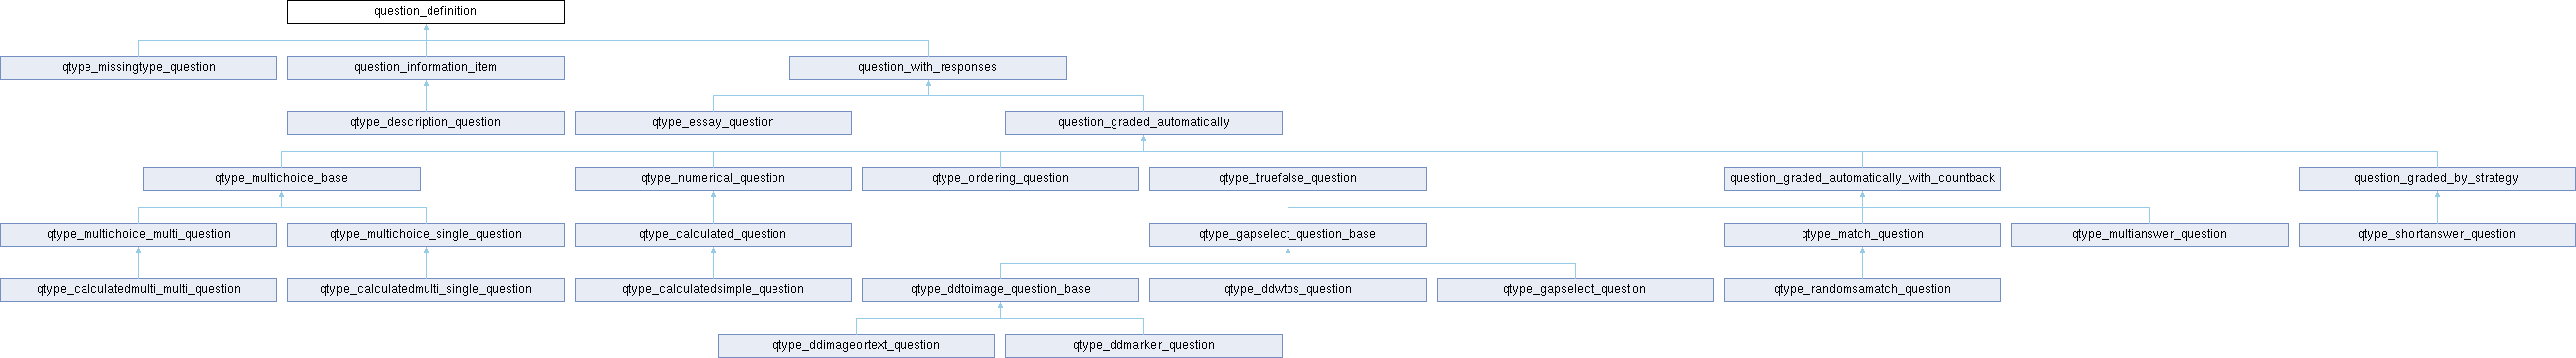 question_definition
qtype_missingtype_question
question_information_item
question_with_responses
qtype_description_question
qtype_essay_question
question_graded_automatically
qtype_multichoice_base
qtype_numerical_question
qtype_ordering_question
qtype_truefalse_question
question_graded_automatically_with_countback
question_graded_by_strategy
qtype_multichoice_multi_question
qtype_multichoice_single_question
qtype_calculated_question
qtype_gapselect_question_base
qtype_match_question
qtype_multianswer_question
qtype_shortanswer_question
qtype_calculatedmulti_multi_question
qtype_calculatedmulti_single_question
qtype_calculatedsimple_question
qtype_ddtoimage_question_base
qtype_ddwtos_question
qtype_gapselect_question
qtype_randomsamatch_question
qtype_ddimageortext_question
qtype_ddmarker_question